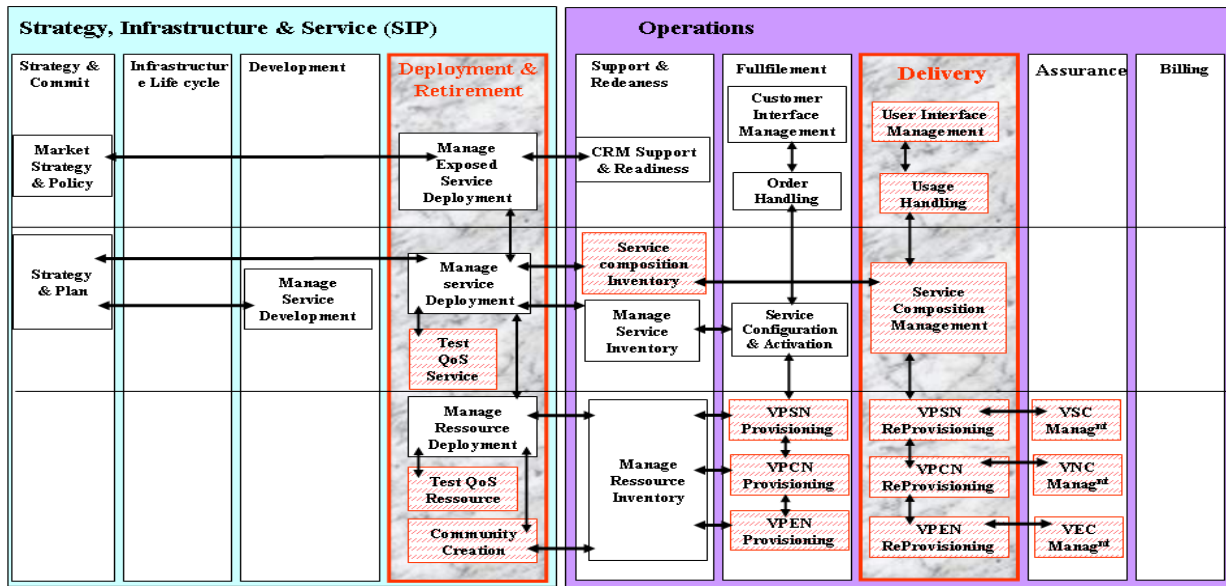 Strategy, Infrastructure & Service (SIP)
Operations
Strategy &
Commit
Infrastructur
e Life cycle
Development
Deployment &
Retirement
Support &
Redeaness
Fullfilement
Delivery
Assurance
Billing
Market
Strategy
& Policy
Manage
Exposed
Service
Deployment
CRM Support
& Readiness
Customer
Interface
Management
Order
Handling
User Interface
Management
Usage
Handling
Strategy
& Plan
Manage
Service
Development
Manage
service
Deployment
Test
QoS
Service
Service
composition
Inventory
Manage
Service
Inventory
Service
Configuration
& Activation
Service
Composition
Management
Manage
Ressource
Deployment
Test QoS
Ressource
Community
Creation
Manage
Ressource
Inventory
VPSN
Provisioning
VPCN
Provisioning
VPEN
Provisioning
VPSN
ReProvisioning
VPCN
ReProvisioning
VPEN
ReProvisioning
VSC
Managnt
VNC
Managnt
VEC
Managnt